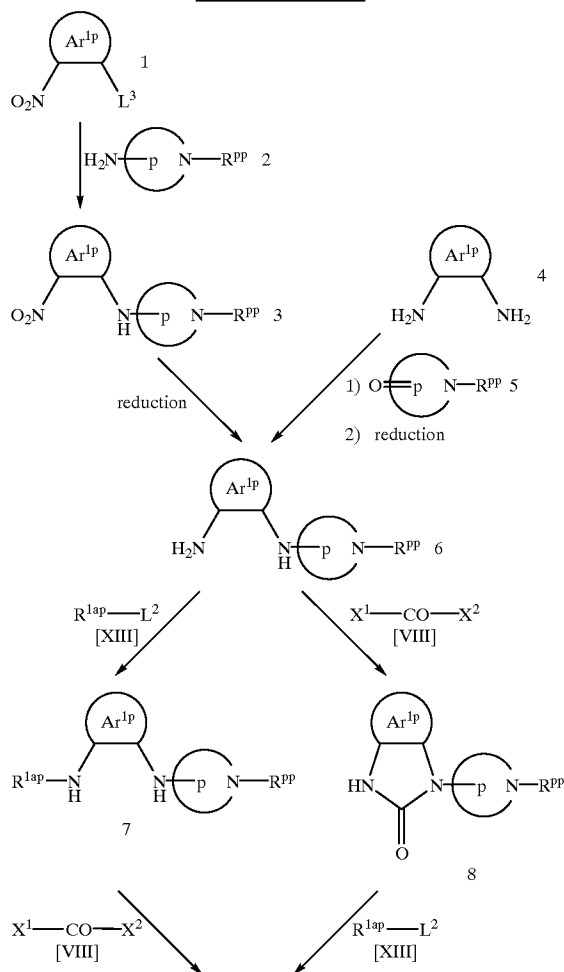 Ar1p 1
O2N L3
H2N p N Rpp 2
Ar1p
O2N N H p N Rpp 3
Ar1p 4
H2N NH2
reduction
1) O p N Rpp 5
2) reduction
Ar1p
H2N N H p N Rpp 6
R1ap L2
[XIII]
X1 CO X2
[VIII]
Ar1p
R1ap N H N H p N Rpp
7
Ar1p
HN N p N Rpp
O
8
X1 CO X2
[VIII]
R1ap L2
[XIII]